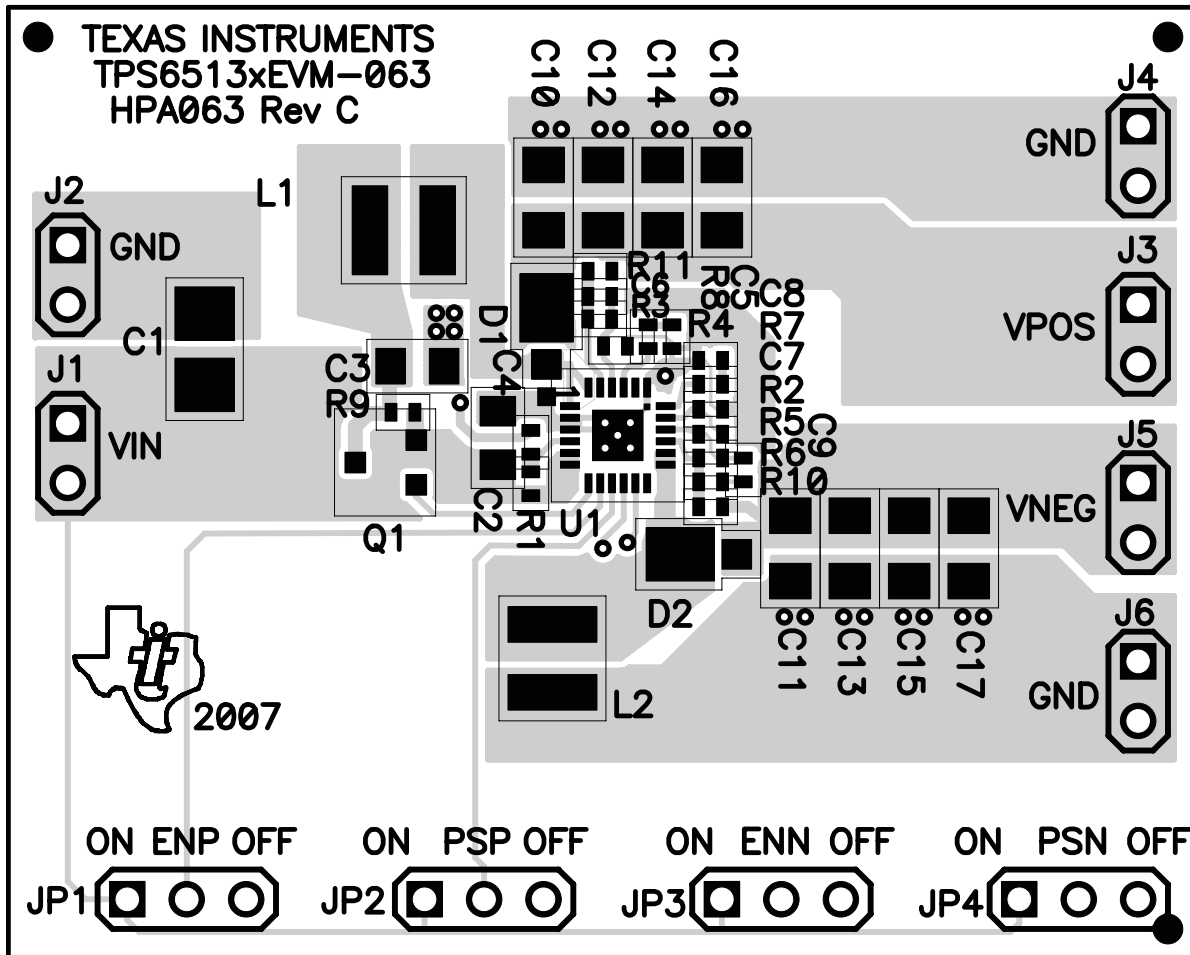 TEXAS INSTRUMENTS
TPS6513xEVM-063
HPA063 Rev C
C10
C12
C14
C16
J4
GND
J2
GND
L1
J3
VPOS
R11
C6
R3
R8
C5
C8
R4
R7
C7
R2
R5
R6
C9
R10
D1
C4
C3
R9
C1
J1
VIN
J5
VNEG
Q1
C2
R1
U1
D2
C11
C13
C15
C17
J6
GND
L2
2007
ON ENP OFF
JP1
ON PSP OFF
JP2
ON ENN OFF
JP3
ON PSN OFF
JP4